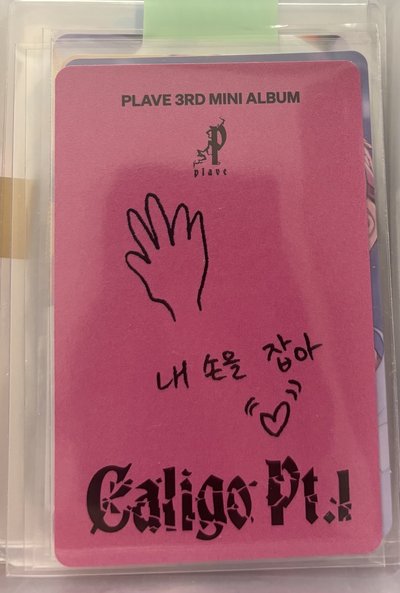 PLAVE 3RD MINI ALBUM
P
plave
내 손을 잡아
Caligo Pt.1